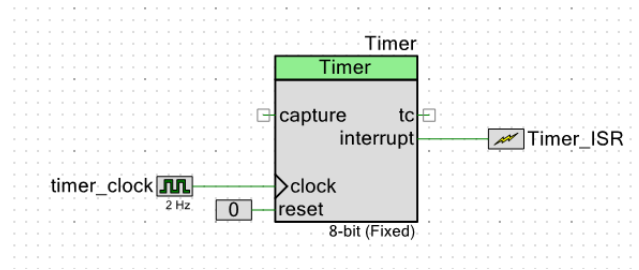 Timer
Timer
capture
tc
interrupt
Timer_ISR
timer_clock
2 Hz
clock
0
reset
8-bit (Fixed)